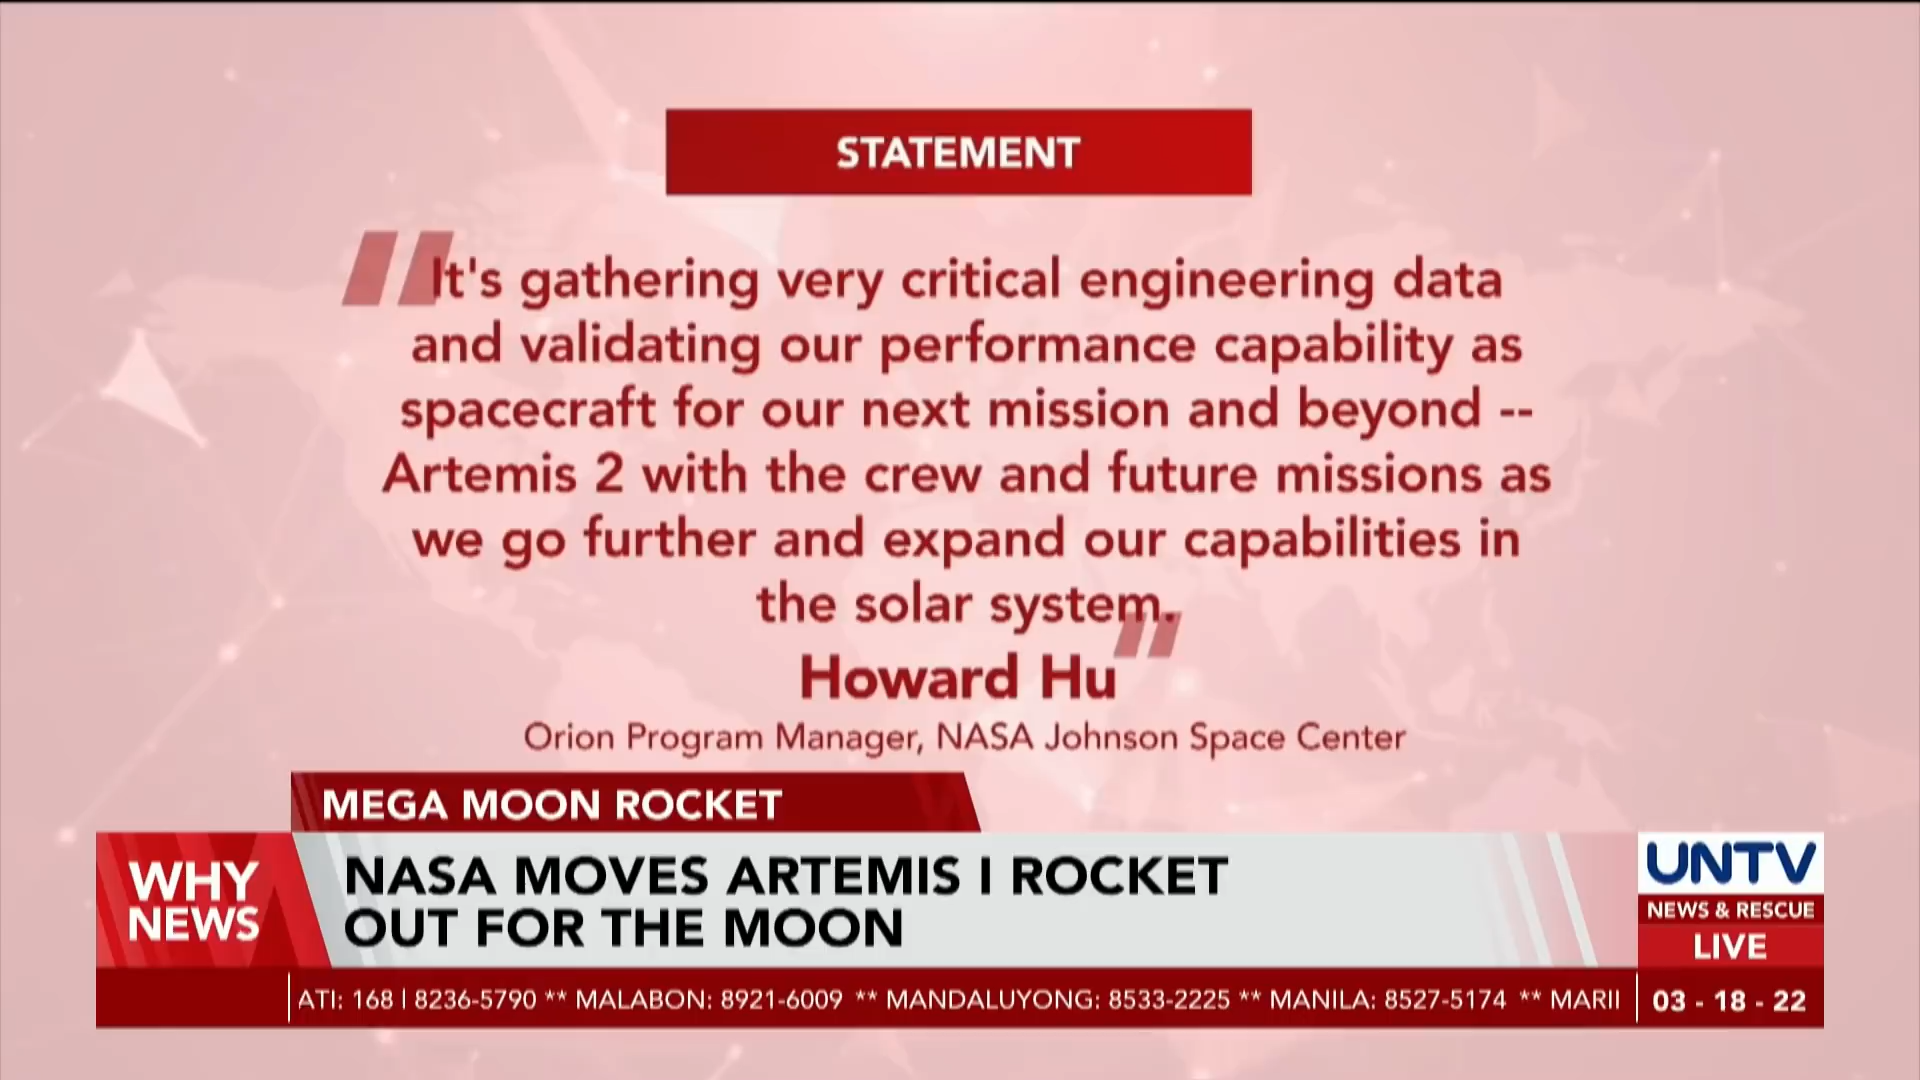 STATEMENT
It's gathering very critical engineering data
and validating our performance capability as
spacecraft for our next mission and beyond --
Artemis 2 with the crew and future missions as
we go further and expand our capabilities in
the solar system.
Howard Hu
Orion Program Manager, NASA Johnson Space Center
MEGA MOON ROCKET
WHY
NEWS
NASA MOVES ARTEMIS I ROCKET
OUT FOR THE MOON
UNTV
NEWS & RESCUE
LIVE
ATI: 168 | 8236-5790 ** MALABON: 8921-6009 ** MANDALUYONG: 8533-2225 ** MANILA: 8527-5174 ** MARII
03 - 18 - 22